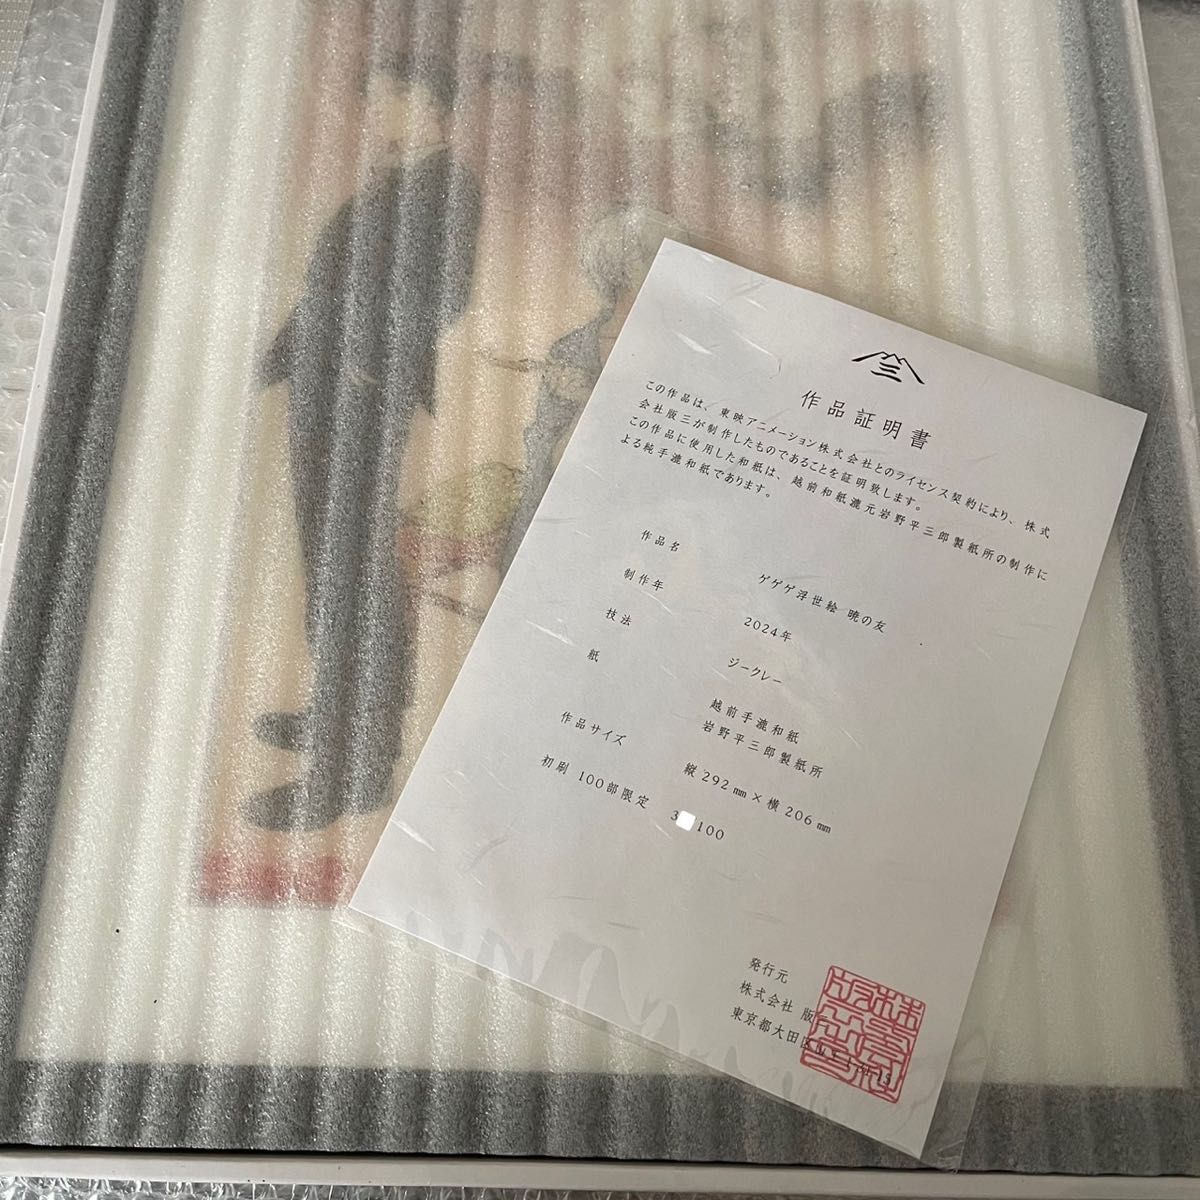 作品証明書
この作品は、東映アニメーション株式会社とのライセンス契約により、株式
会社版三が制作したものであることを証明致します。
この作品に使用した和紙は、越前和紙漉元岩野平三郎製紙所の制作に
よる純手漉和紙であります。
作品名 ゲゲゲ浮世絵 暁の友
制作年 2024年
技法 ジークレー
紙 越前手漉和紙
岩野平三郎製紙所
作品サイズ 縦 292 ㎜ × 横 206 ㎜
初刷 100部限定 3 100
発行元
株式会社 版
東京都大田区